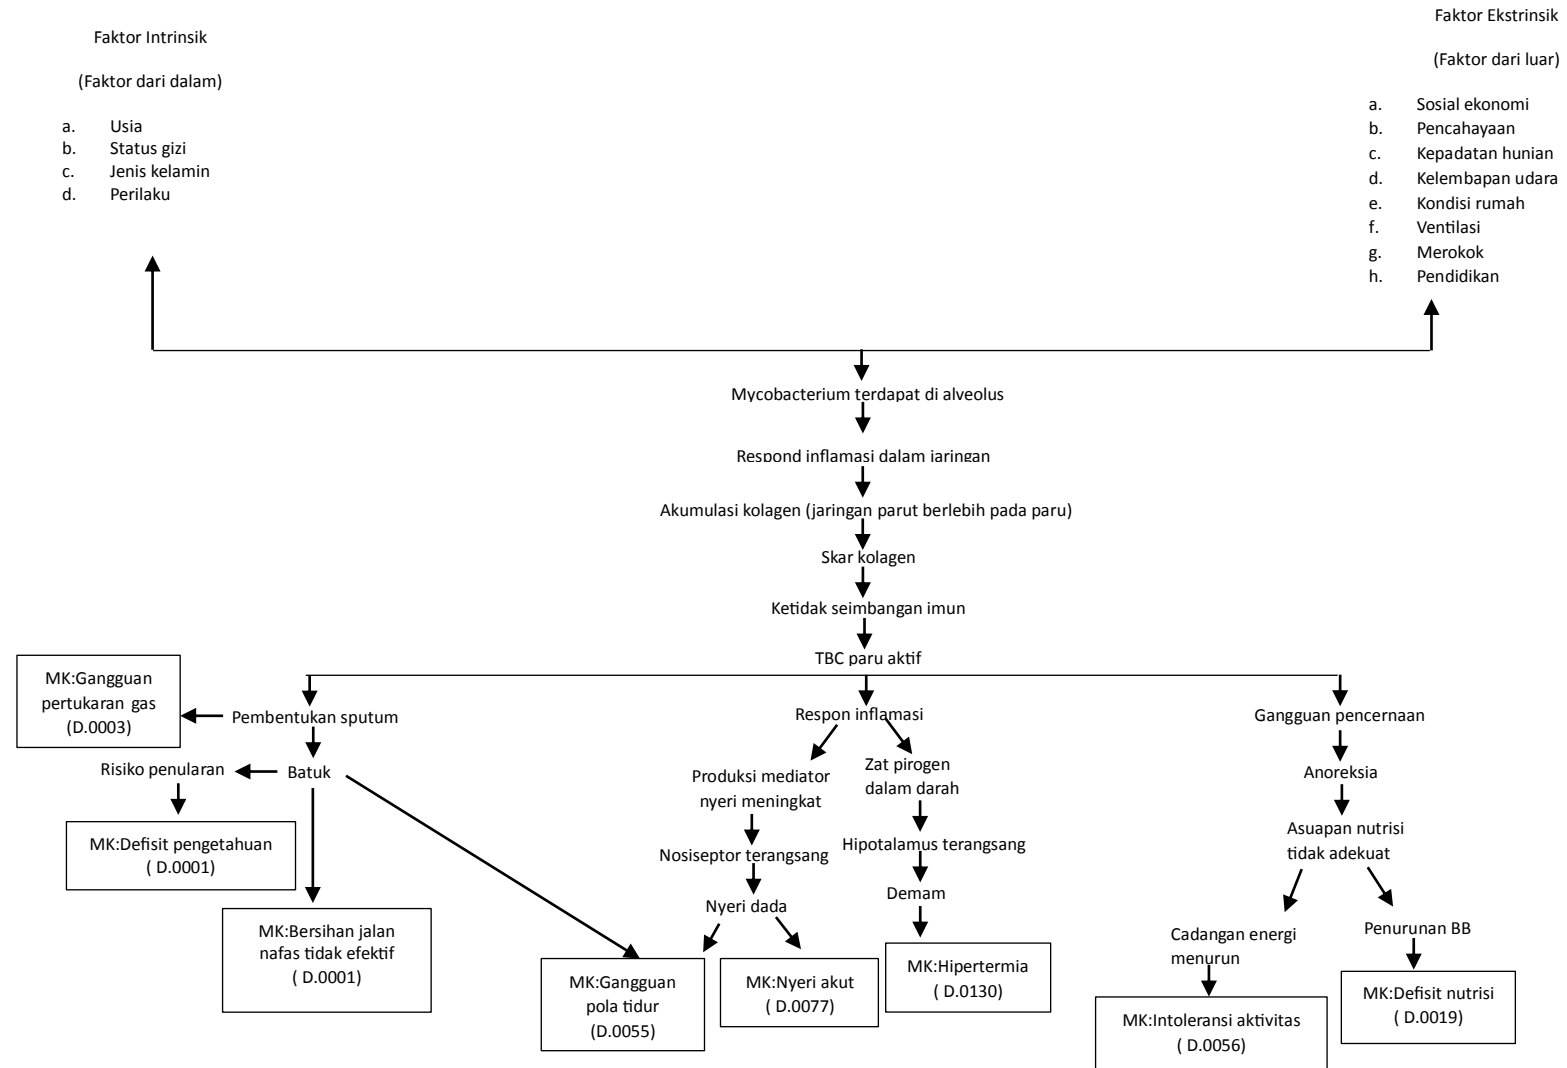 Faktor Intrinsik
(Faktor dari dalam)
a. Usia
b. Status gizi
c. Jenis kelamin
d. Perilaku
Faktor Ekstrinsik
(Faktor dari luar)
a. Sosial ekonomi
b. Pencahayaan
c. Kepadatan hunian
d. Kelembapan udara
e. Kondisi rumah
f. Ventilasi
g. Merokok
h. Pendidikan
Mycobacterium terdapat di alveolus
Respond inflamasi dalam jaringan
Akumulasi kolagen (jaringan parut berlebih pada paru)
Skar kolagen
Ketidak seimbangan imun
TBC paru aktif
MK:Gangguan
pertukaran gas
(D.0003)
Pembentukan sputum
Risiko penularan
Batuk
MK:Defisit pengetahuan
( D.0001)
MK:Bersihan jalan
nafas tidak efektif
( D.0001)
Respon inflamasi
Produksi mediator
nyeri meningkat
Nosiseptor terangsang
Nyeri dada
MK:Gangguan
pola tidur
(D.0055)
MK:Nyeri akut
( D.0077)
Zat pirogen
dalam darah
Hipotalamus terangsang
Demam
MK:Hipertermia
( D.0130)
Gangguan pencernaan
Anoreksia
Asuapan nutrisi
tidak adekuat
Cadangan energi
menurun
MK:Intoleransi aktivitas
( D.0056)
Penurunan BB
MK:Defisit nutrisi
( D.0019)